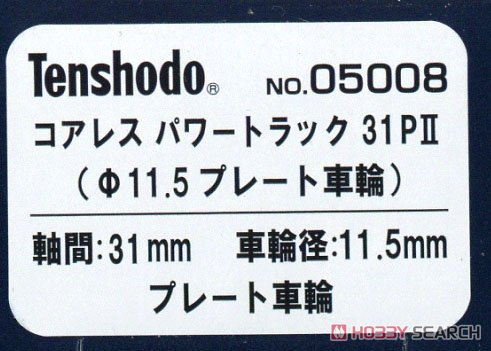 Tenshodo® NO.05008
コアレス パワートラック 31PⅡ
(Φ11.5プレート車輪)
軸間:31mm 車輪径:11.5mm
プレート車輪
HOBBY SEARCH